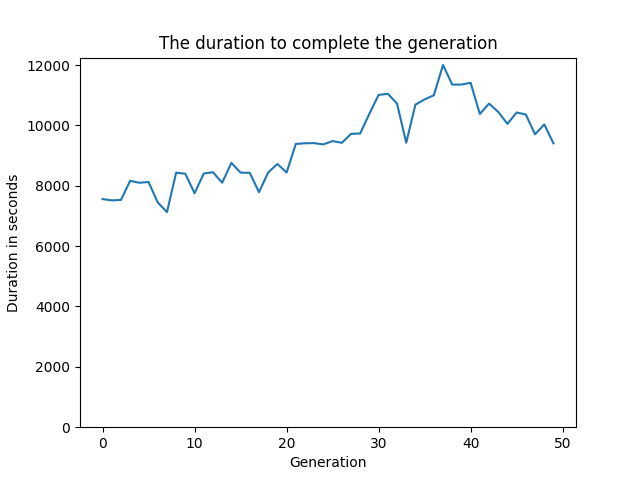 The duration to complete the generation
12000
10000
8000
6000
4000
2000
0
Duration in seconds
0 10 20 30 40 50
Generation